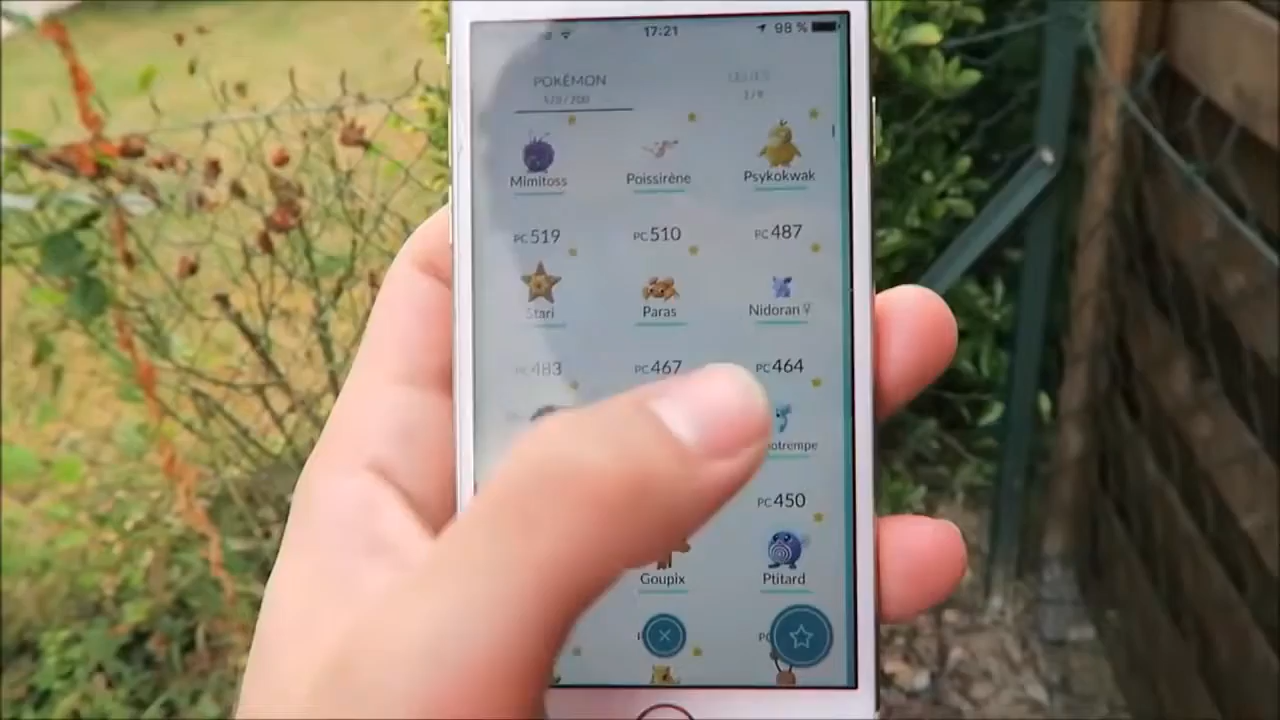 17:21 98 %
POKÉMON
Mimitoss Poissirène Psykokwak
PC519 PC510 PC487
Stari Paras Nidoran♀
PC483 PC467 PC464
otrempe
PC450
Goupix Ptitard